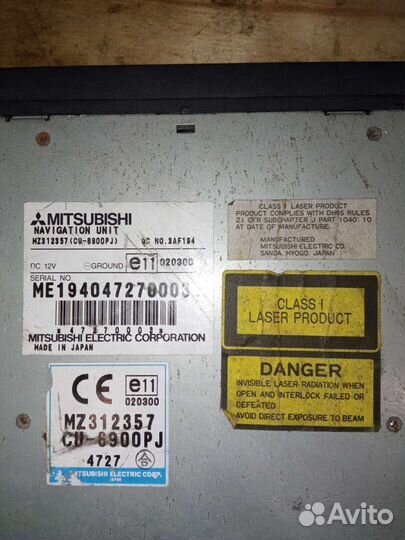 MITSUBISHI
NAVIGATION UNIT
MZ312357(CU-6900PJ) QC NO.3AF194
DC 12V ⊖GROUND e11 020300
SERIAL NO.
ME194047270003
*47270003*
MITSUBISHI ELECTRIC CORPORATION
MADE IN JAPAN
CLASS 1 LASER PRODUCT
PRODUCT COMPLIES WITH DHHS RULES
21 CFR SUBCHAPTER J PART 1040: 10
AT DATE OF MANUFACTURE.
MANUFACTURED
MITSUBISHI ELECTRIC CO.
SANDA, HYOGO, JAPAN
CLASS 1
LASER PRODUCT
DANGER
INVISIBLE LASER RADIATION WHEN
OPEN AND INTERLOCK FAILED OR
DEFEATED
AVOID DIRECT EXPOSURE TO BEAM
CE e11
020300
MZ312357
CU-6900PJ
4727
MITSUBISHI ELECTRIC CORP.
JAPAN
Avito